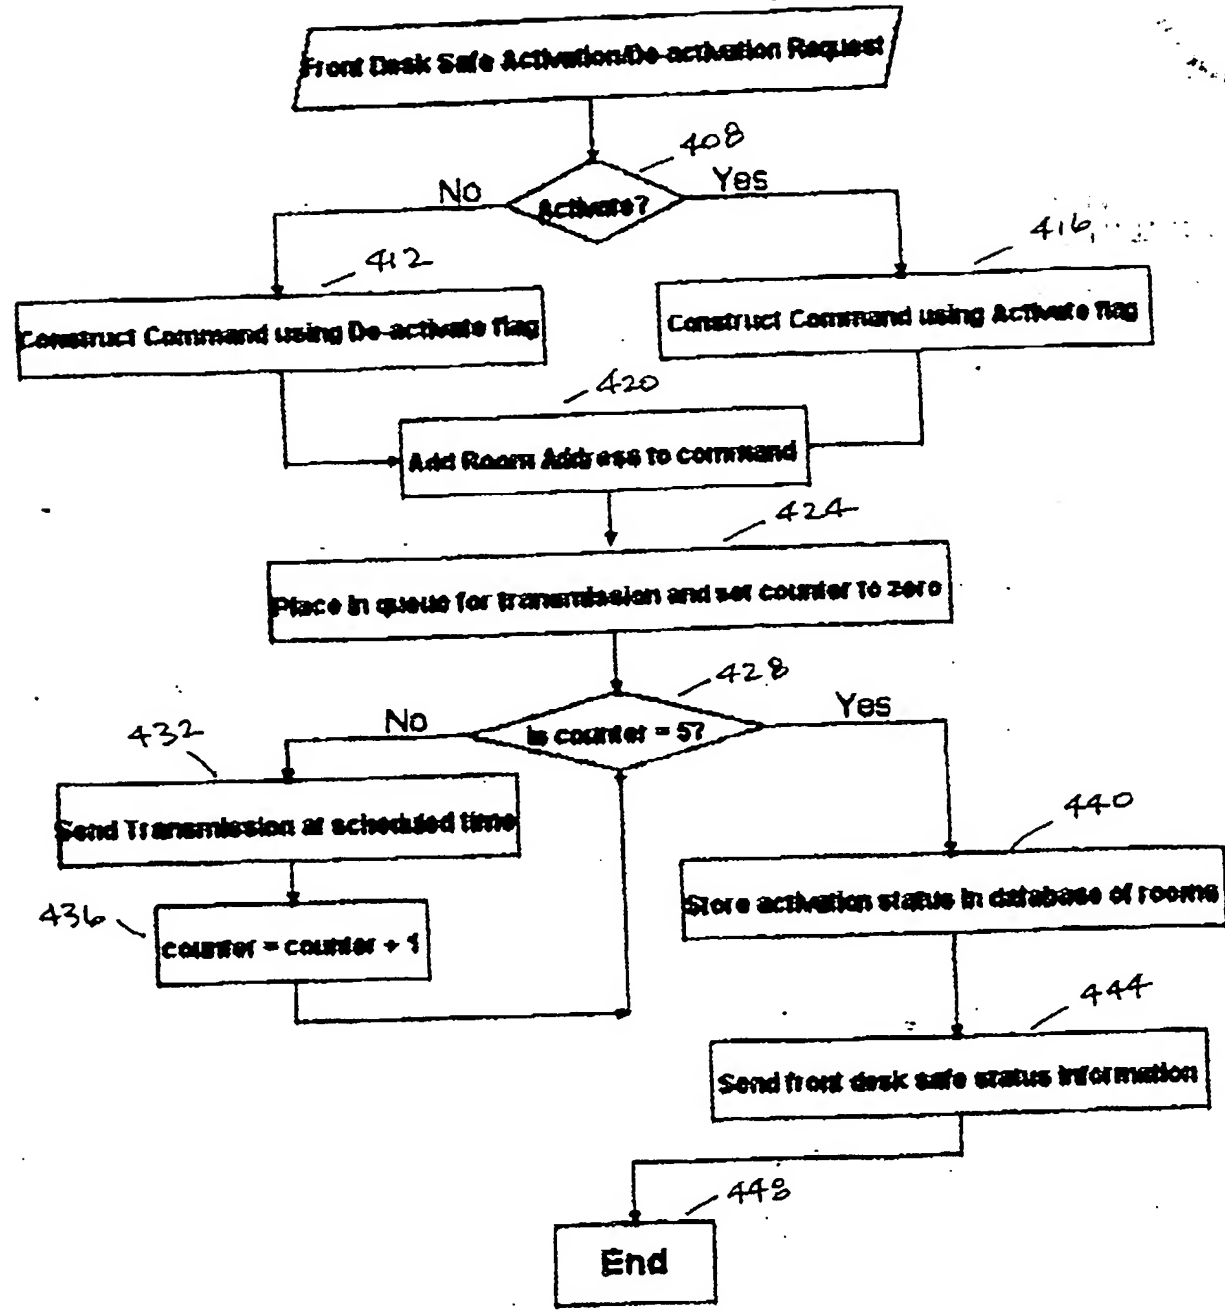 Front Desk Safe Activation/De-activation Request
408
No
Yes
Activate?
412
416
Construct Command using De-activate flag
Construct Command using Activate flag
420
Add Room Address to command
424
Place in queue for transmission and set counter to zero
428
No
Yes
Is counter = 5?
432
Send Transmission at scheduled time
440
Store activation status in database of rooms
436
counter = counter + 1
444
Send front desk safe status information
448
End